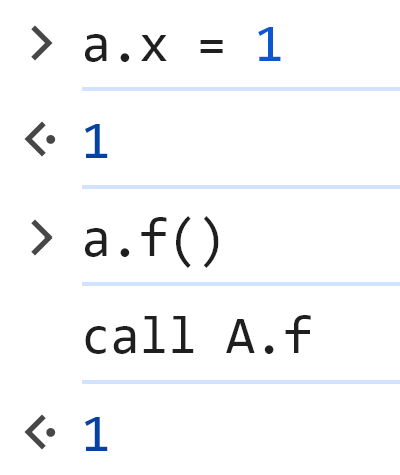 > a.x = 1
1
> a.f()
call A.f
1